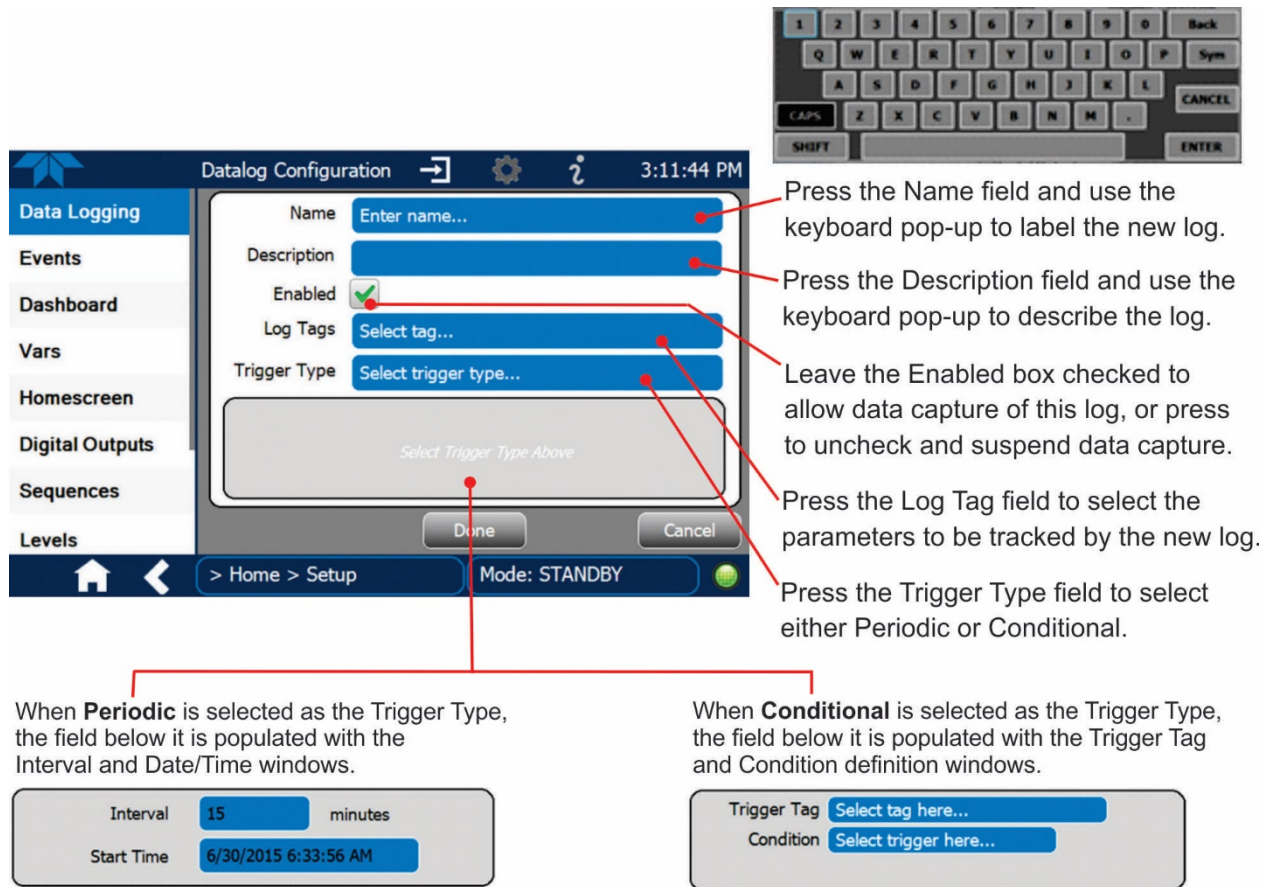 1 2 3 4 5 6 7 8 9 0 Back
Q W E R T Y U I O P Sym
A S D F G H J K L CANCEL
CAPS Z X C V B N M .
SHIFT ENTER
Datalog Configuration 3:11:44 PM
Data Logging
Events
Dashboard
Vars
Homescreen
Digital Outputs
Sequences
Levels
Name Enter name...
Description
Enabled
Log Tags Select tag...
Trigger Type Select trigger type...
Select Trigger Type Above
Done Cancel
> Home > Setup Mode: STANDBY
Press the Name field and use the
keyboard pop-up to label the new log.
Press the Description field and use the
keyboard pop-up to describe the log.
Leave the Enabled box checked to
allow data capture of this log, or press
to uncheck and suspend data capture.
Press the Log Tag field to select the
parameters to be tracked by the new log.
Press the Trigger Type field to select
either Periodic or Conditional.
When Periodic is selected as the Trigger Type,
the field below it is populated with the
Interval and Date/Time windows.
Interval 15 minutes
Start Time 6/30/2015 6:33:56 AM
When Conditional is selected as the Trigger Type,
the field below it is populated with the Trigger Tag
and Condition definition windows.
Trigger Tag Select tag here...
Condition Select trigger here...